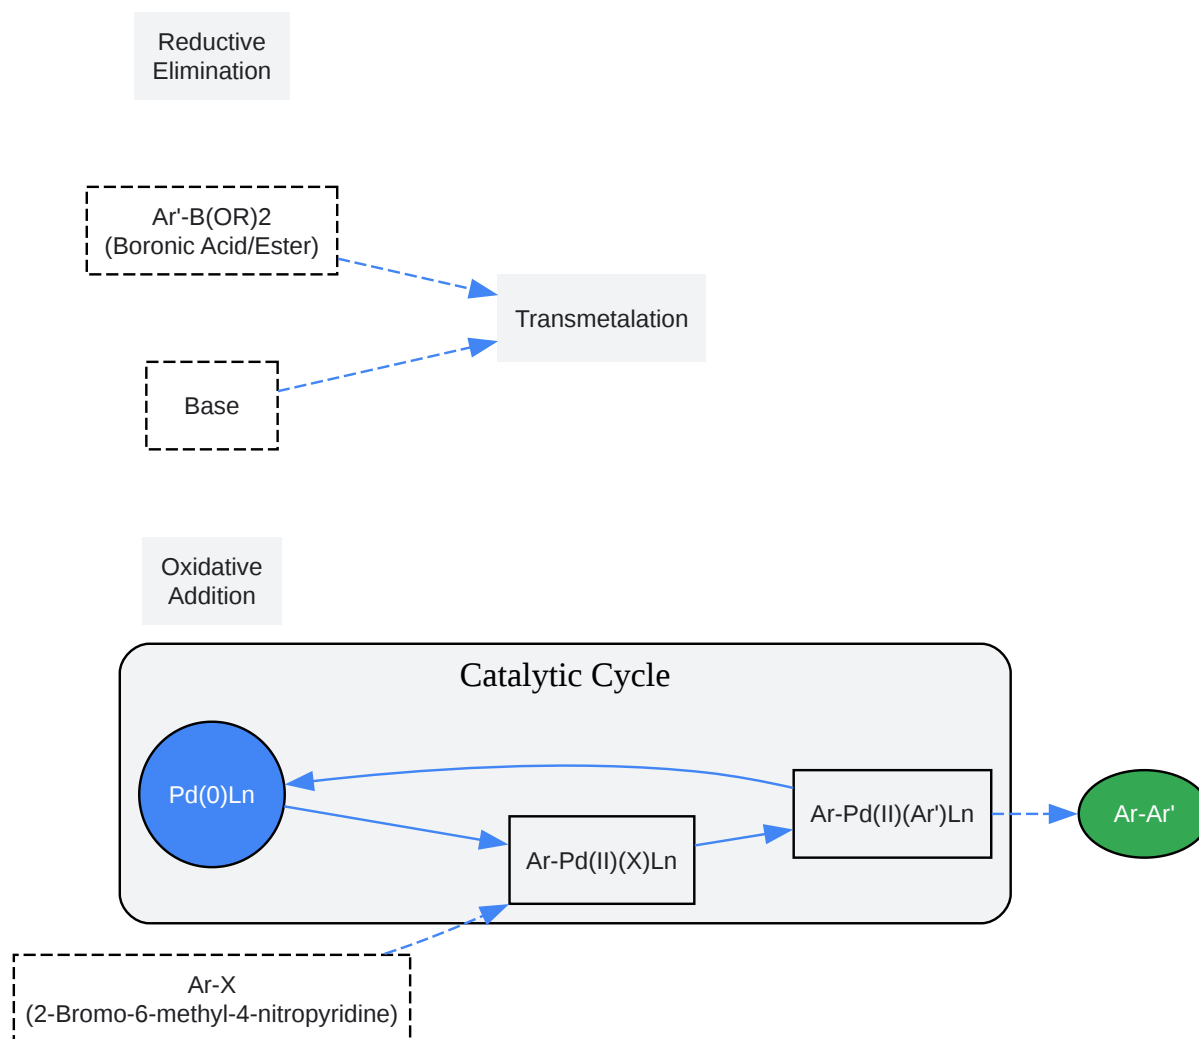 Reductive
Elimination
Ar'-B(OR)2
(Boronic Acid/Ester)
Transmetalation
Base
Oxidative
Addition
Catalytic Cycle
Pd(0)Ln
Ar-Pd(II)(X)Ln
Ar-Pd(II)(Ar')Ln
Ar-Ar'
Ar-X
(2-Bromo-6-methyl-4-nitropyridine)